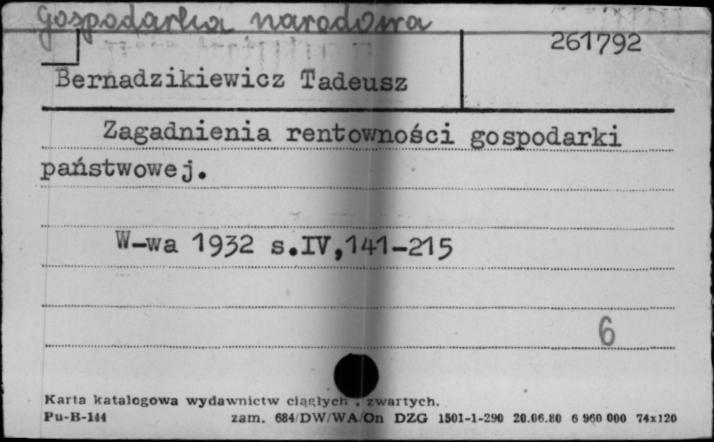 Gospodarka narodowa
261792
Bernadzikiewicz Tadeusz
Zagadnienia rentowności gospodarki
państwowej.
W-wa 1932 s.IV,141-215
6
Karta katalogowa wydawnictw ciągłych . zwartych.
Pu-B-144 zam. 684/DW/WA/On DZG 1501-1-290 20.06.80 6 960 000 74x120